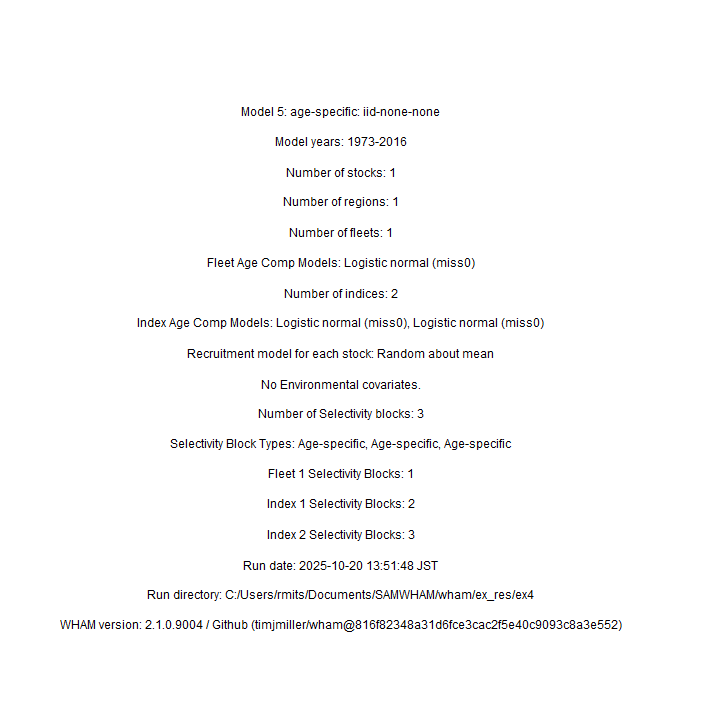 Model 5: age-specific: iid-none-none
Model years: 1973-2016
Number of stocks: 1
Number of regions: 1
Number of fleets: 1
Fleet Age Comp Models: Logistic normal (miss0)
Number of indices: 2
Index Age Comp Models: Logistic normal (miss0), Logistic normal (miss0)
Recruitment model for each stock: Random about mean
No Environmental covariates.
Number of Selectivity blocks: 3
Selectivity Block Types: Age-specific, Age-specific, Age-specific
Fleet 1 Selectivity Blocks: 1
Index 1 Selectivity Blocks: 2
Index 2 Selectivity Blocks: 3
Run date: 2025-10-20 13:51:48 JST
Run directory: C:/Users/rmits/Documents/SAMWHAM/wham/ex_res/ex4
WHAM version: 2.1.0.9004 / Github (timjmiller/wham@816f82348a31d6fce3cac2f5e40c9093c8a3e552)